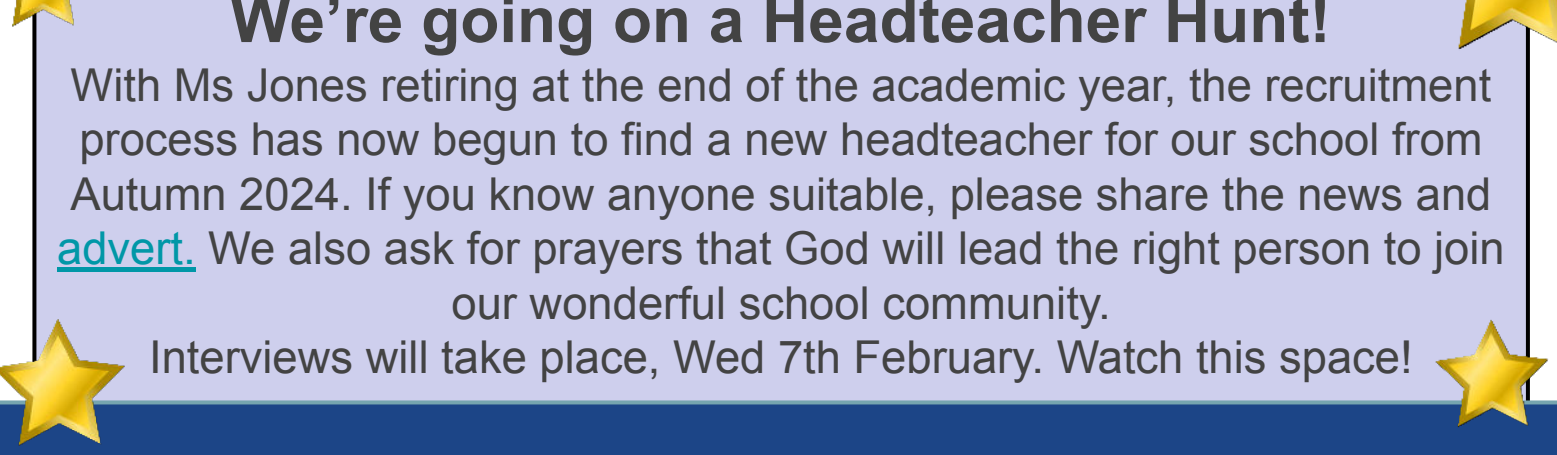 We're going on a Headteacher Hunt!
With Ms Jones retiring at the end of the academic year, the recruitment
process has now begun to find a new headteacher for our school from
Autumn 2024. If you know anyone suitable, please share the news and
advert. We also ask for prayers that God will lead the right person to join
our wonderful school community.
Interviews will take place, Wed 7th February. Watch this space!